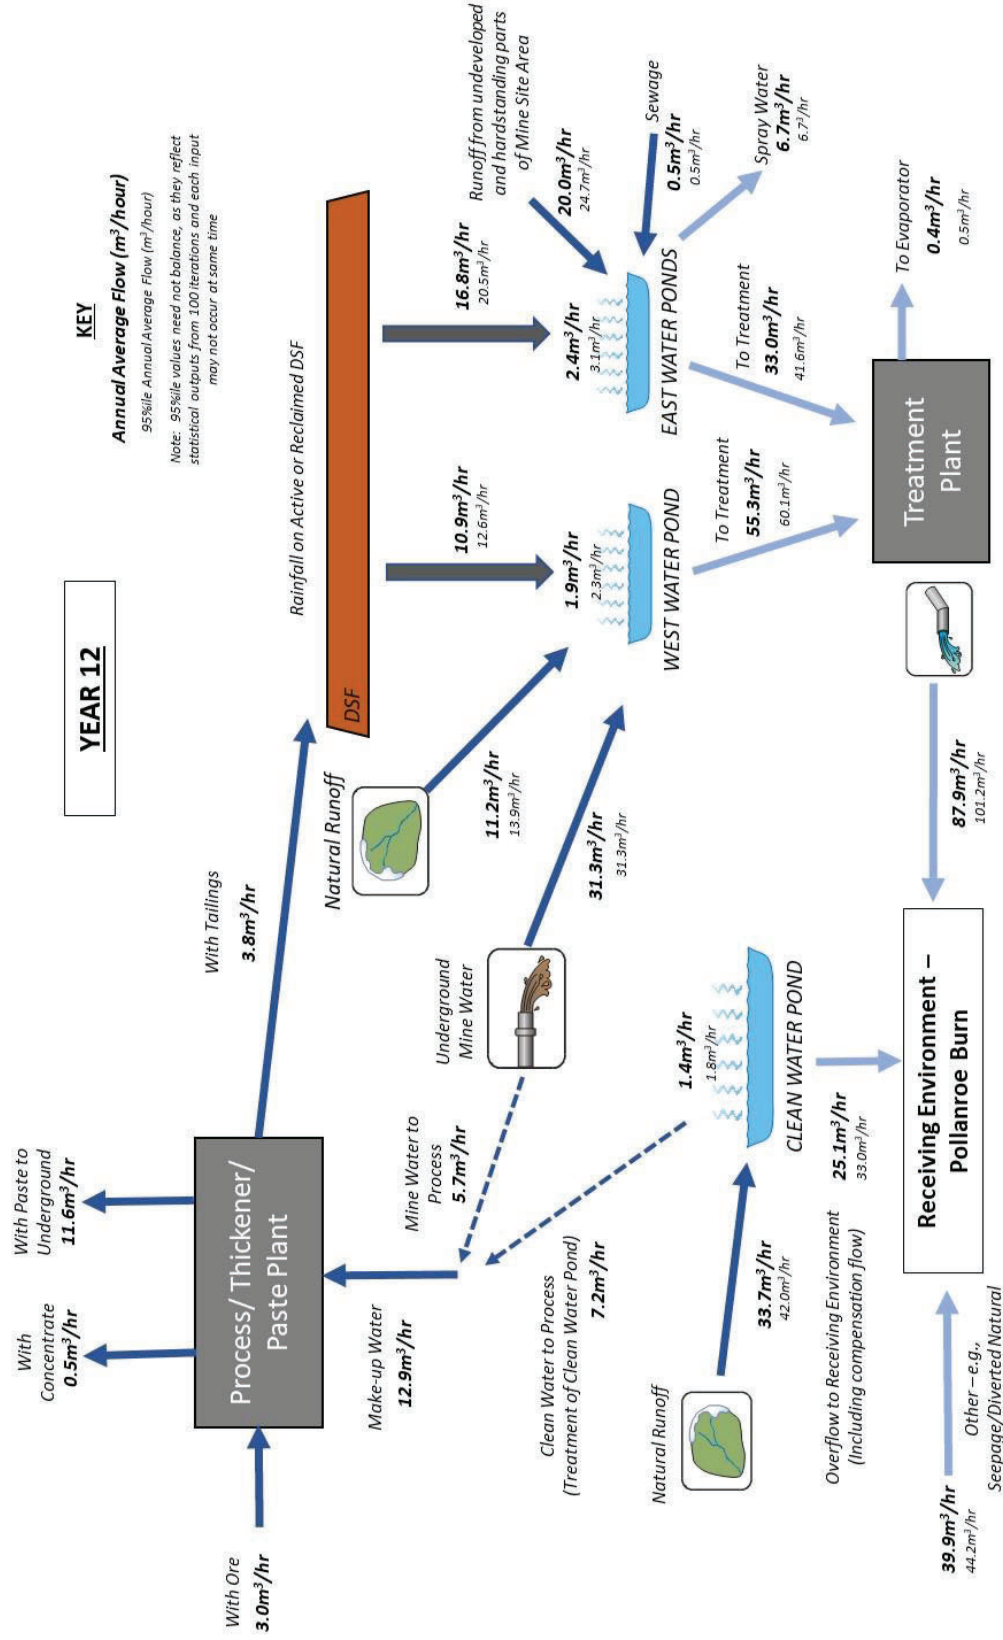 YEAR 12
KEY
Annual Average Flow (m³/hour)
95%ile Annual Average Flow (m³/hour)
Note: 95%ile values need not balance, as they reflect
statistical outputs from 100 iterations and each input
may not occur at same time
With Ore
3.0m³/hr
With
Concentrate
0.5m³/hr
With Paste to
Underground
11.6m³/hr
Process/ Thickener/
Paste Plant
With Tailings
3.8m³/hr
Make-up Water
12.9m³/hr
Mine Water to
Process
5.7m³/hr
Clean Water to Process
(Treatment of Clean Water Pond)
7.2m³/hr
Underground
Mine Water
31.3m³/hr
31.3m³/hr
Natural Runoff
11.2m³/hr
13.9m³/hr
DSF
Rainfall on Active or Reclaimed DSF
10.9m³/hr
12.6m³/hr
16.8m³/hr
20.5m³/hr
Runoff from undeveloped
and hardstanding parts
of Mine Site Area
20.0m³/hr
24.7m³/hr
Sewage
0.5m³/hr
0.5m³/hr
Spray Water
6.7m³/hr
6.7³/hr
1.9m³/hr
2.3m³/hr
WEST WATER POND
2.4m³/hr
3.1m³/hr
EAST WATER PONDS
To Treatment
55.3m³/hr
60.1m³/hr
To Treatment
33.0m³/hr
41.6m³/hr
Treatment
Plant
To Evaporator
0.4m³/hr
0.5m³/hr
87.9m³/hr
101.2m³/hr
Natural Runoff
33.7m³/hr
42.0m³/hr
1.4m³/hr
1.8m³/hr
CLEAN WATER POND
Overflow to Receiving Environment
(Including compensation flow)
25.1m³/hr
33.0m³/hr
Receiving Environment –
Pollanroe Burn
39.9m³/hr
44.2m³/hr
Other – e.g.,
Seepage/Diverted Natural